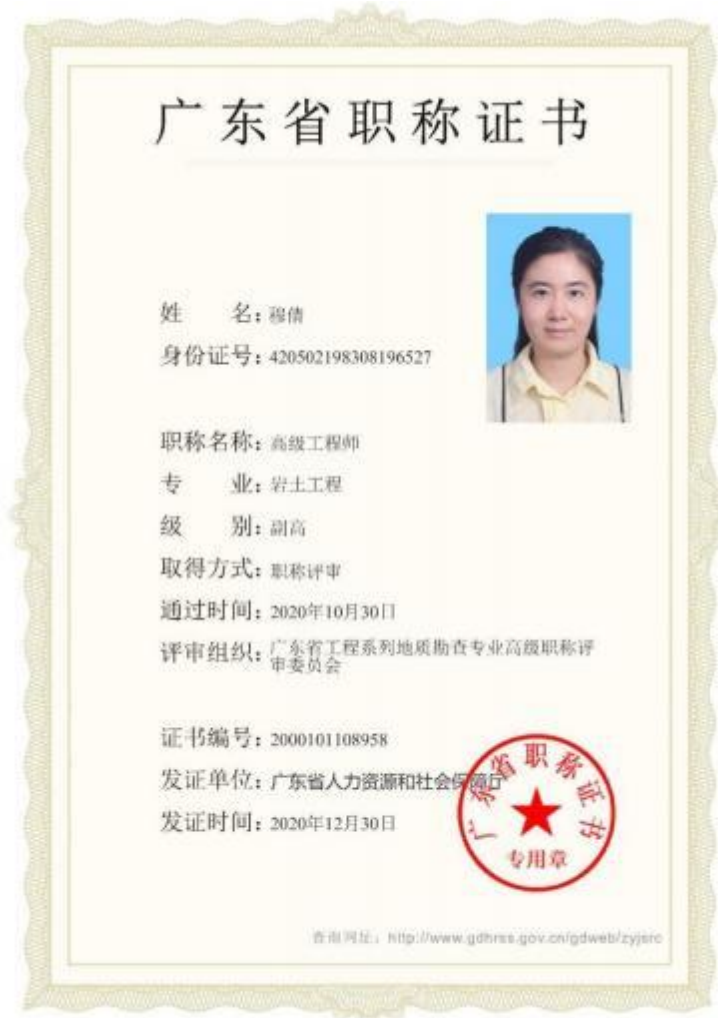 广东省职称证书
姓 名：穆倩
身份证号：420502198308196527
职称名称：高级工程师
专 业：岩土工程
级 别：副高
取得方式：职称评审
通过时间：2020年10月30日
评审组织：广东省工程系列地质勘查专业高级职称评
审委员会
证书编号：2000101108958
发证单位：广东省人力资源和社会保障厅
发证时间：2020年12月30日
广东省职称证书
专用章
查询网址：http://www.gdhrss.gov.cn/gdweb/zyjsrc